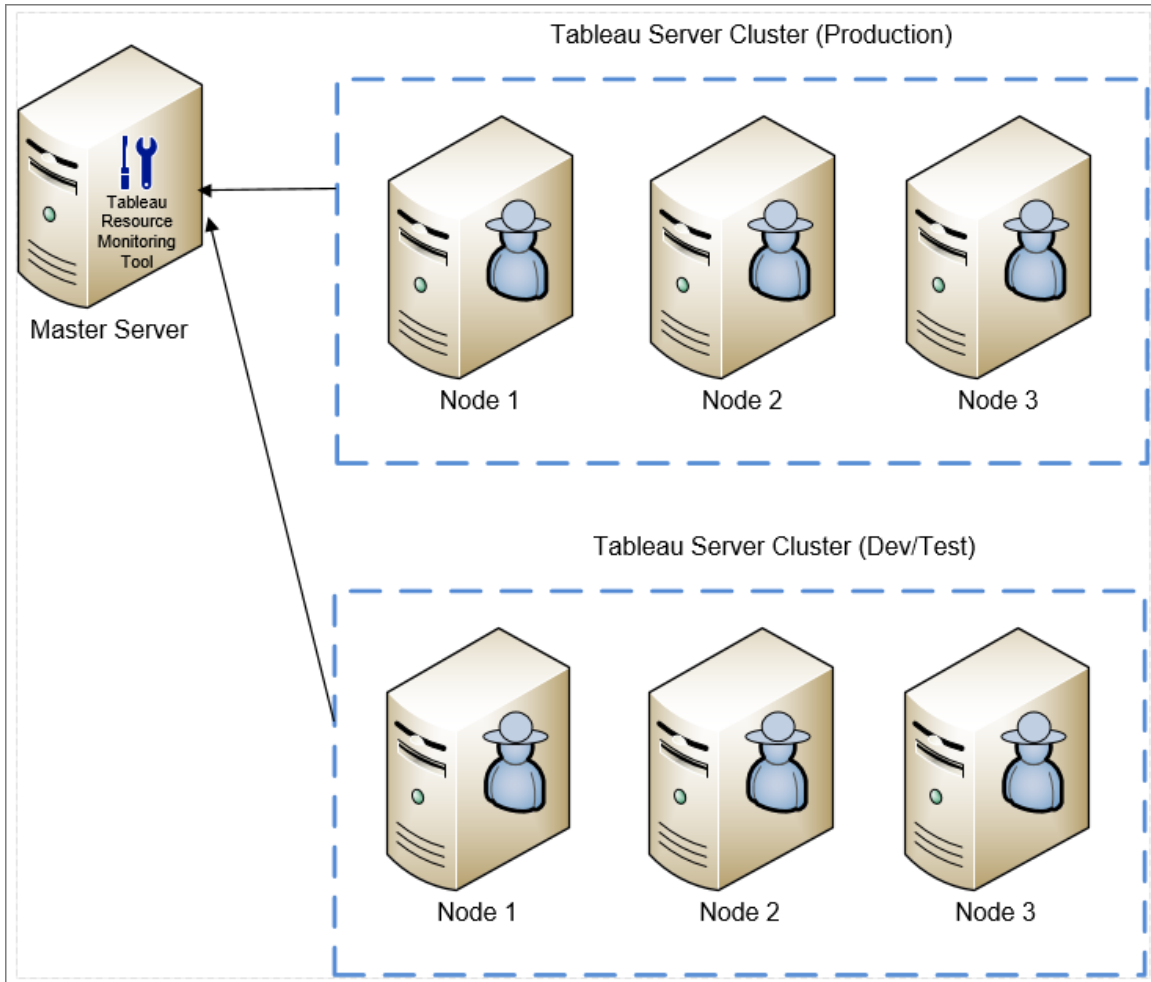 Tableau Server Cluster (Production)
Tableau
Resource
Monitoring
Tool
Master Server
Node 1
Node 2
Node 3
Tableau Server Cluster (Dev/Test)
Node 1
Node 2
Node 3